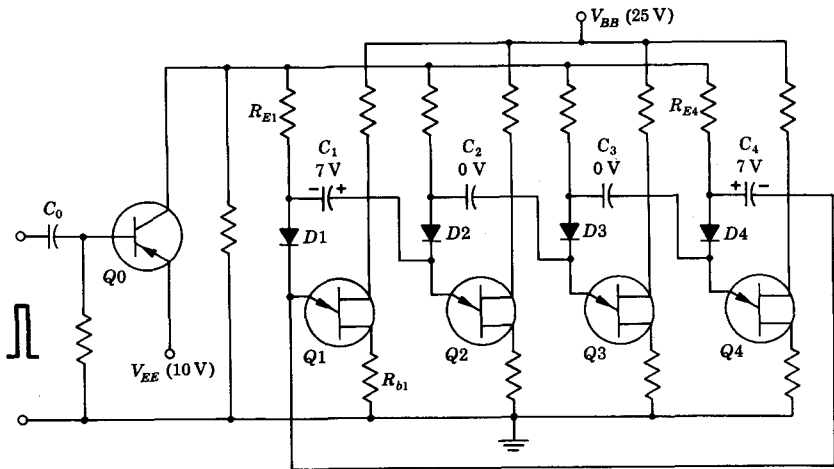 V_BB (25 V)
R_E1
C_1
7 V
− +
C_2
0 V
C_3
0 V
R_E4
C_4
7 V
+ −
C_0
Q0
D1
D2
D3
D4
Q1
Q2
Q3
Q4
R_b1
V_EE (10 V)